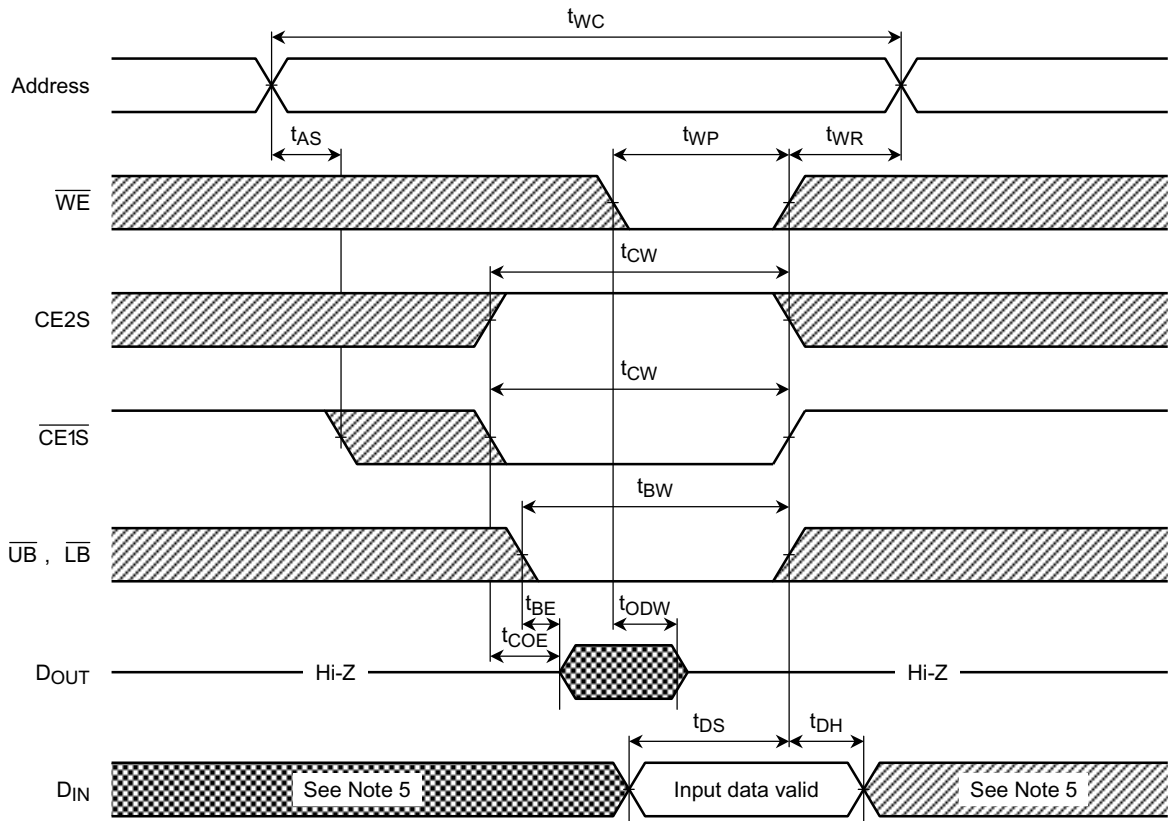 tWC
Address
tAS
tWP
tWR
WE
tCW
CE2S
tCW
CE1S
tBW
UB , LB
tBE
tODW
tCOE
DOUT
Hi-Z
Hi-Z
tDS
tDH
DIN
See Note 5
Input data valid
See Note 5